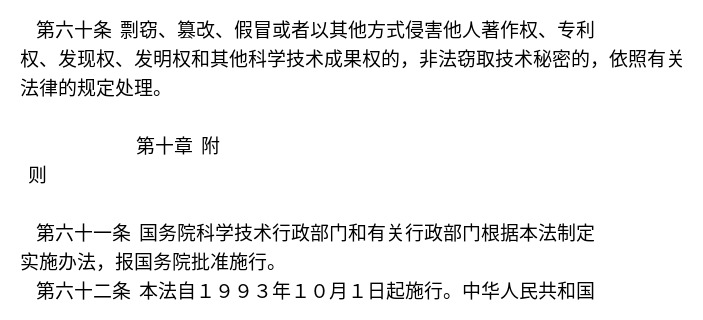 第六十条 剽窃、篡改、假冒或者以其他方式侵害他人著作权、专利
权、发现权、发明权和其他科学技术成果权的，非法窃取技术秘密的，依照有关
法律的规定处理。
第十章 附
则
第六十一条 国务院科学技术行政部门和有关行政部门根据本法制定
实施办法，报国务院批准施行。
第六十二条 本法自１９９３年１０月１日起施行。中华人民共和国